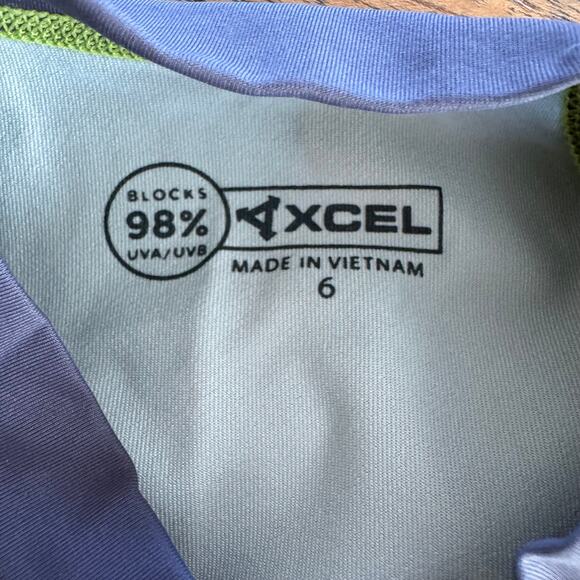 BLOCKS
98%
UVA/UVB
XCEL
MADE IN VIETNAM
6